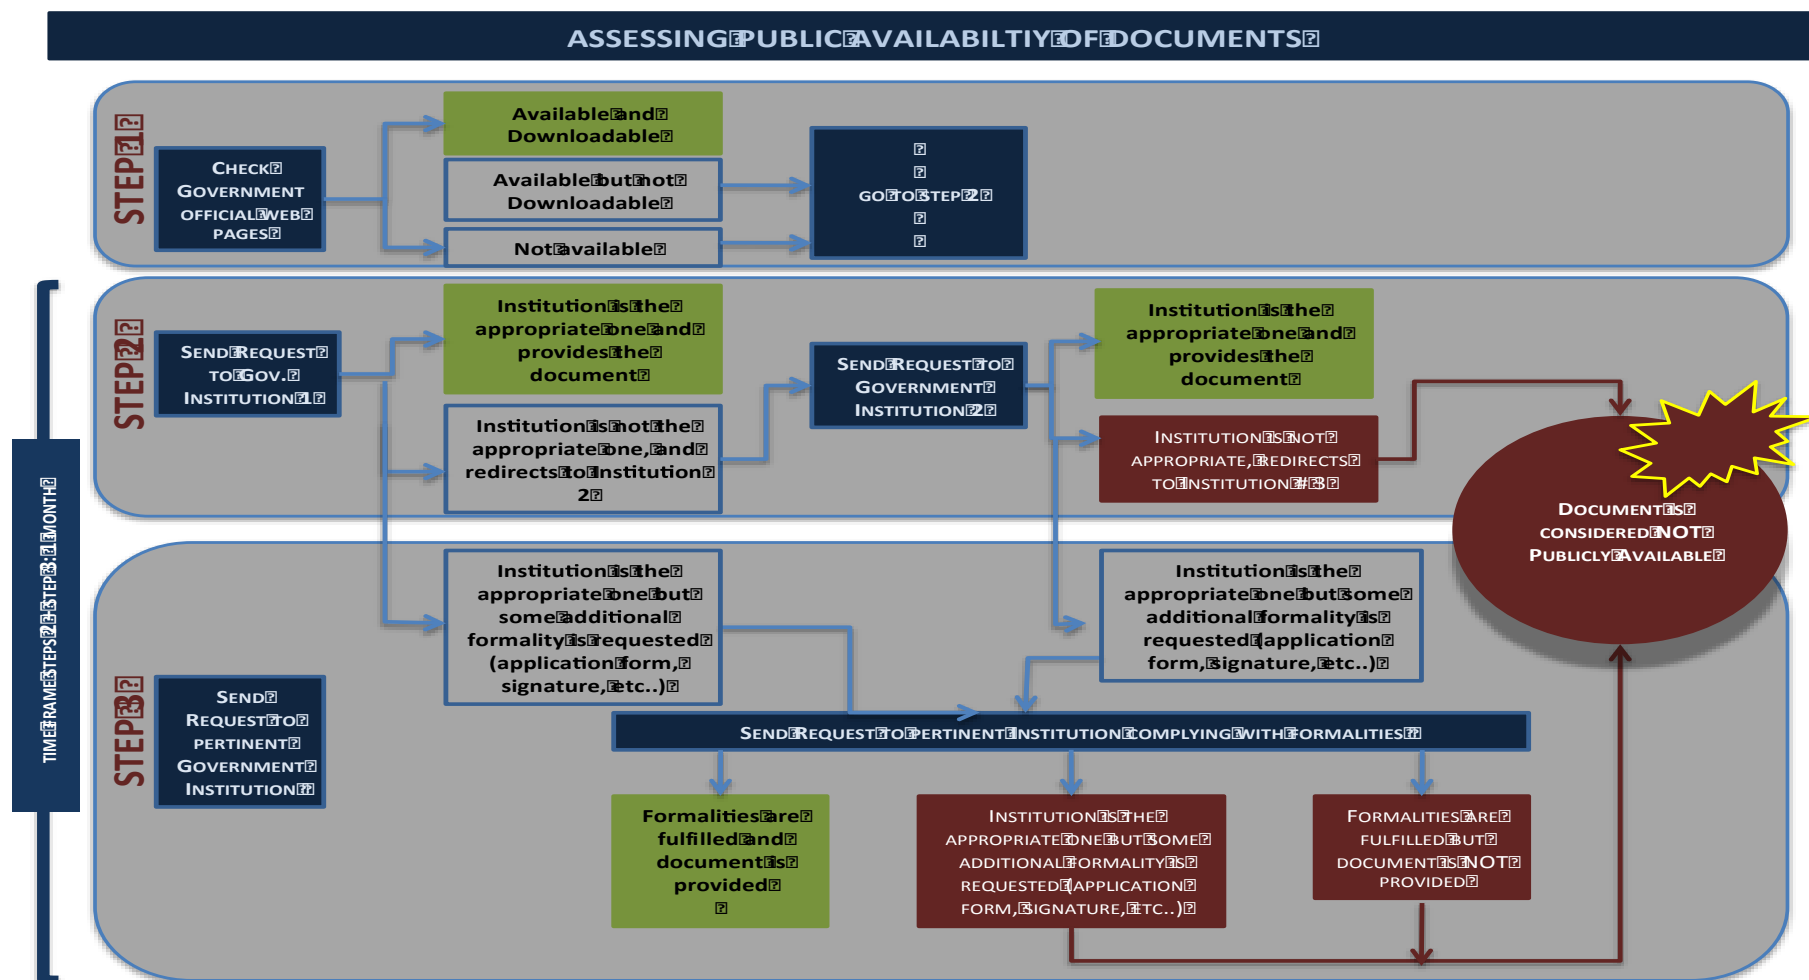 ASSESSING PUBLIC AVAILABILTIY OF DOCUMENTS
STEP 1
CHECK
GOVERNMENT
OFFICIAL WEB
PAGES
Available and
Downloadable
Available but not
Downloadable
Not available
GO TO STEP 2
STEP 2
SEND REQUEST
TO GOV.
INSTITUTION 1
Institution is the
appropriate one and
provides the
document
Institution is not the
appropriate one, and
redirects to Institution
2
SEND REQUEST TO
GOVERNMENT
INSTITUTION 2
Institution is the
appropriate one and
provides the
document
INSTITUTION IS NOT
APPROPRIATE, REDIRECTS
TO INSTITUTION # 3
DOCUMENT IS
CONSIDERED NOT
PUBLICLY AVAILABLE
TIME FRAME STEPS 2 + STEP 3: 1 MONTH
STEP 3
SEND
REQUEST TO
PERTINENT
GOVERNMENT
INSTITUTION
Institution is the
appropriate one but
some additional
formality is requested
(application form,
signature, etc..)
Institution is the
appropriate one but some
additional formality is
requested (application
form, signature, etc..)
SEND REQUEST TO PERTINENT INSTITUTION COMPLYING WITH FORMALITIES
Formalities are
fulfilled and
document is
provided
INSTITUTION IS THE
APPROPRIATE ONE BUT SOME
ADDITIONAL FORMALITY IS
REQUESTED (APPLICATION
FORM, SIGNATURE, ETC..)
FORMALITIES ARE
FULFILLED BUT
DOCUMENT IS NOT
PROVIDED